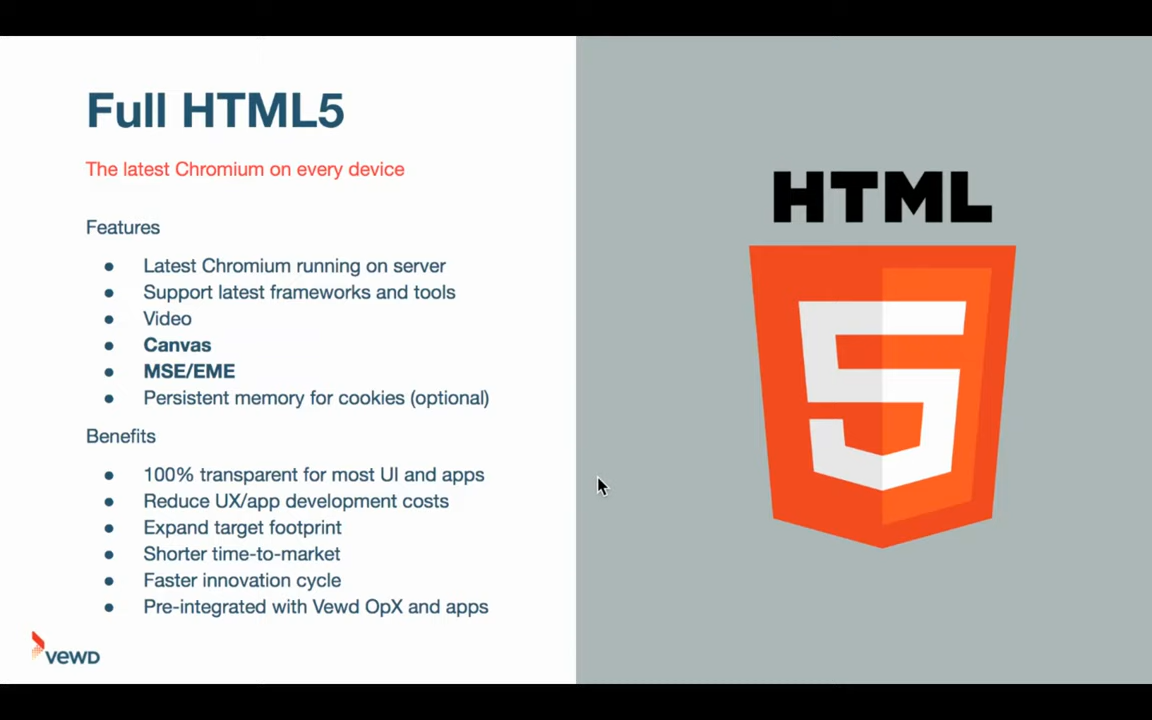 Full HTML5
The latest Chromium on every device
Features
● Latest Chromium running on server
● Support latest frameworks and tools
● Video
● Canvas
● MSE/EME
● Persistent memory for cookies (optional)
Benefits
● 100% transparent for most UI and apps
● Reduce UX/app development costs
● Expand target footprint
● Shorter time-to-market
● Faster innovation cycle
● Pre-integrated with Vewd OpX and apps
vewd
HTML
5